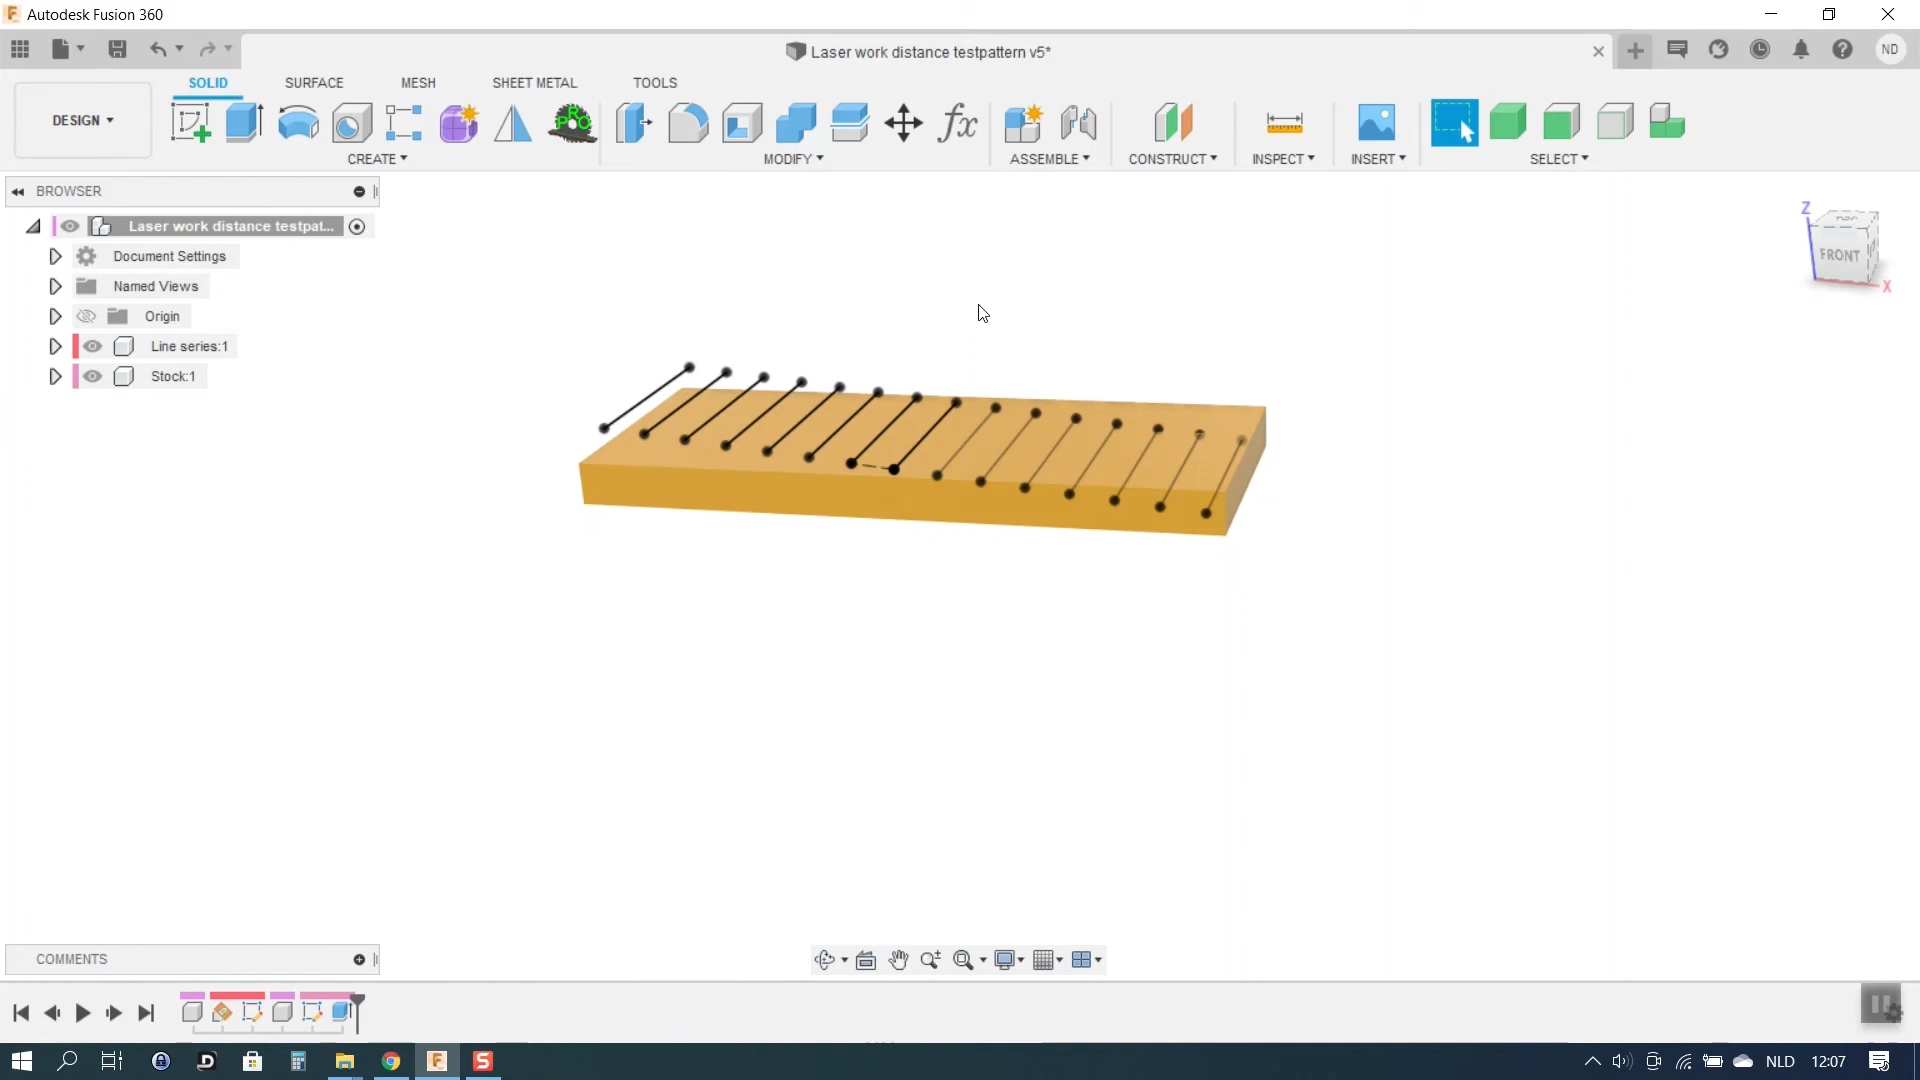 Autodesk Fusion 360
Laser work distance testpattern v5*
ND
SOLID SURFACE MESH SHEET METAL TOOLS
DESIGN
CREATE MODIFY ASSEMBLE CONSTRUCT INSPECT INSERT SELECT
BROWSER
Laser work distance testpat...
Document Settings
Named Views
Origin
Line series:1
Stock:1
Z
FRONT
X
COMMENTS
NLD 12:07